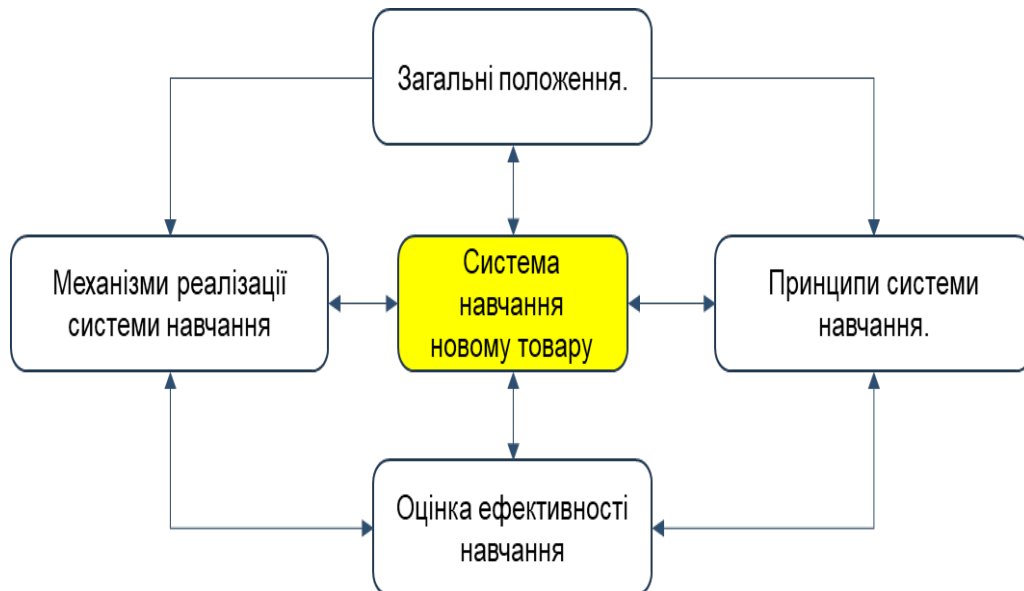 Загальні положення.
Механізми реалізації
системи навчання
Система
навчання
новому товару
Принципи системи
навчання.
Оцінка ефективності
навчання